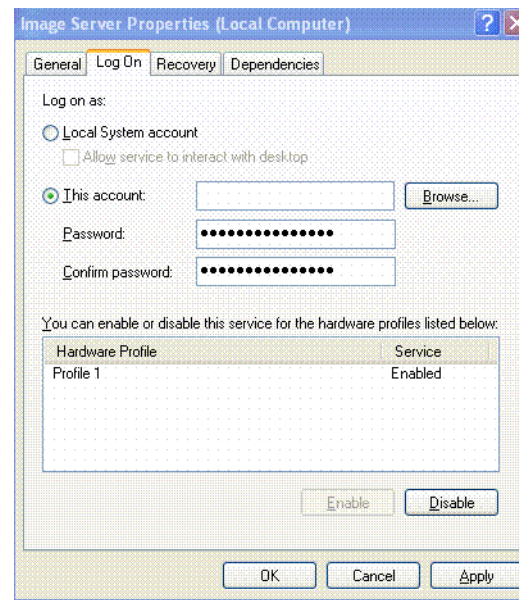 Image Server Properties (Local Computer)
?
General Log On Recovery Dependencies
Log on as:
Local System account
Allow service to interact with desktop
This account: Browse...
Password: ●●●●●●●●●●●●●●●
Confirm password: ●●●●●●●●●●●●●●●
You can enable or disable this service for the hardware profiles listed below:
Hardware Profile Service
Profile 1 Enabled
Enable Disable
OK Cancel Apply